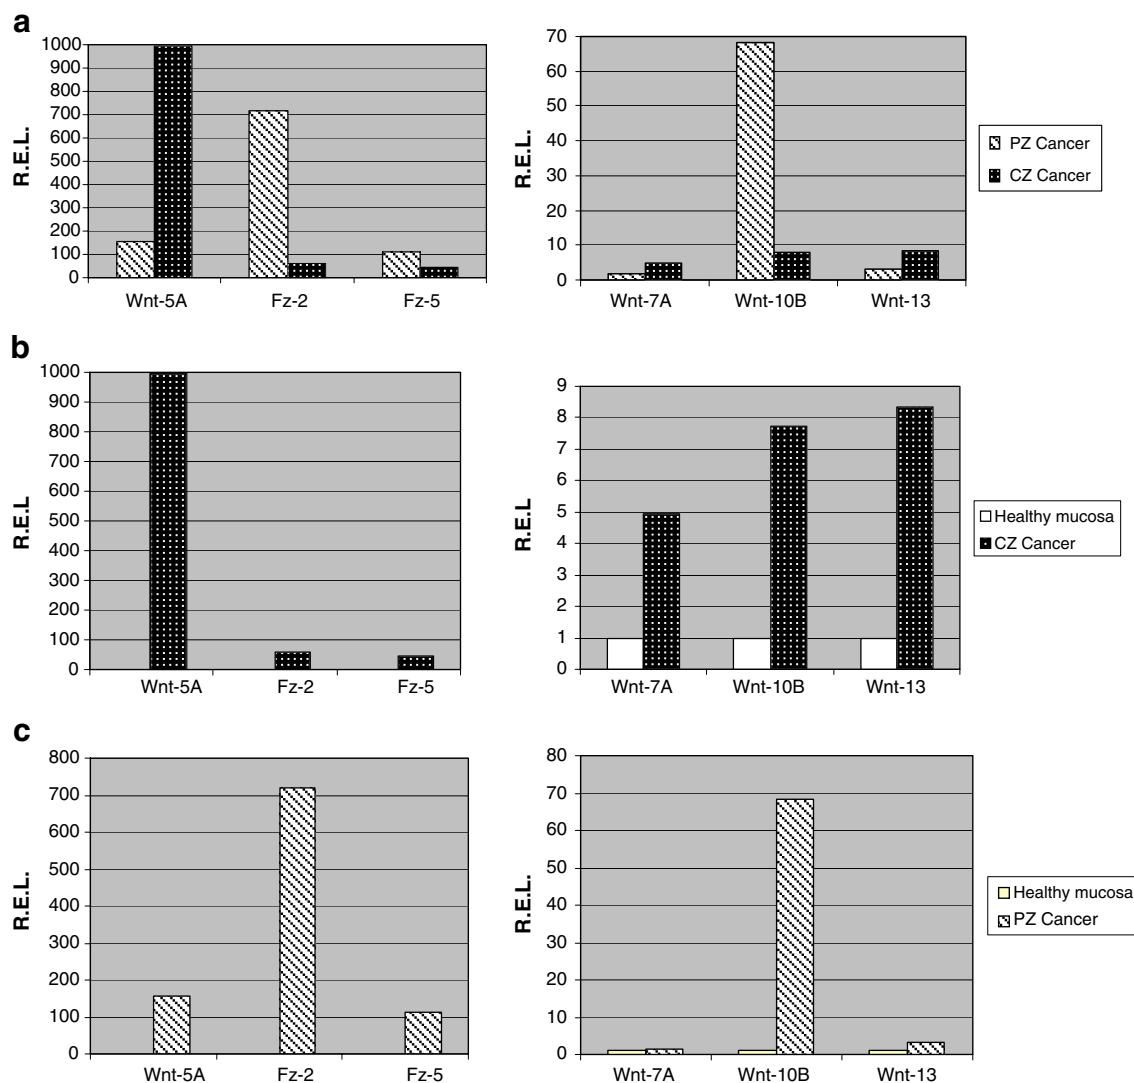 a
1000
900
800
700
600
500
400
300
200
100
0
R.E.L.
Wnt-5A Fz-2 Fz-5
70
60
50
40
30
20
10
0
R.E.L.
Wnt-7A Wnt-10B Wnt-13
PZ Cancer
CZ Cancer
b
1000
900
800
700
600
500
400
300
200
100
0
R.E.L
Wnt-5A Fz-2 Fz-5
9
8
7
6
5
4
3
2
1
0
R.E.L
Wnt-7A Wnt-10B Wnt-13
Healthy mucosa
CZ Cancer
c
800
700
600
500
400
300
200
100
0
R.E.L.
Wnt-5A Fz-2 Fz-5
80
70
60
50
40
30
20
10
0
R.E.L.
Wnt-7A Wnt-10B Wnt-13
Healthy mucosa
PZ Cancer